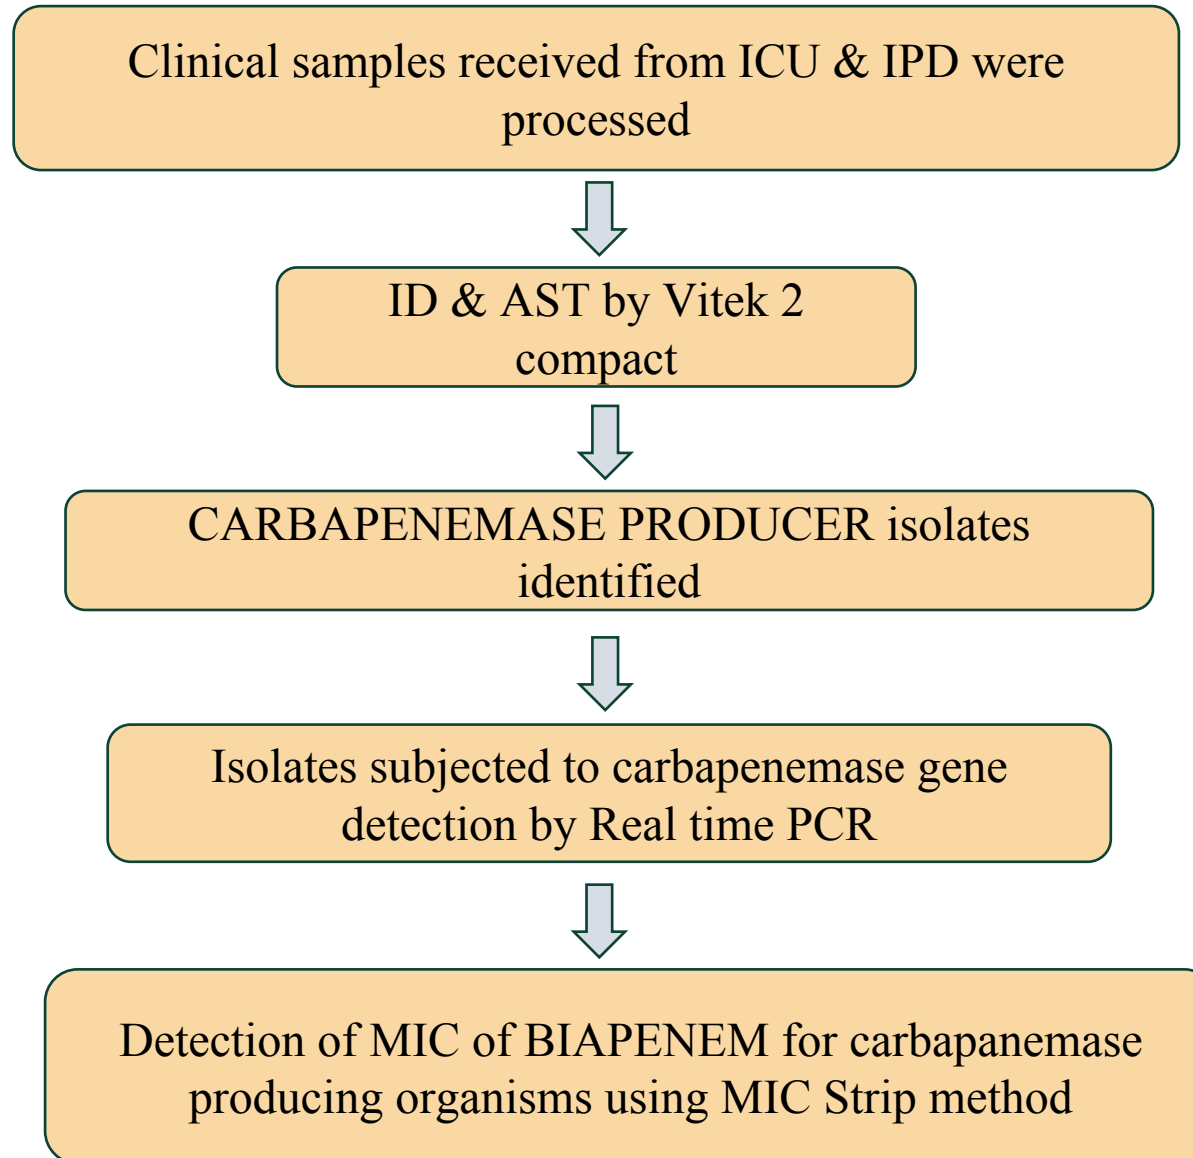 Clinical samples received from ICU & IPD were
processed
ID & AST by Vitek 2
compact
CARBAPENEMASE PRODUCER isolates
identified
Isolates subjected to carbapenemase gene
detection by Real time PCR
Detection of MIC of BIAPENEM for carbapanemase
producing organisms using MIC Strip method